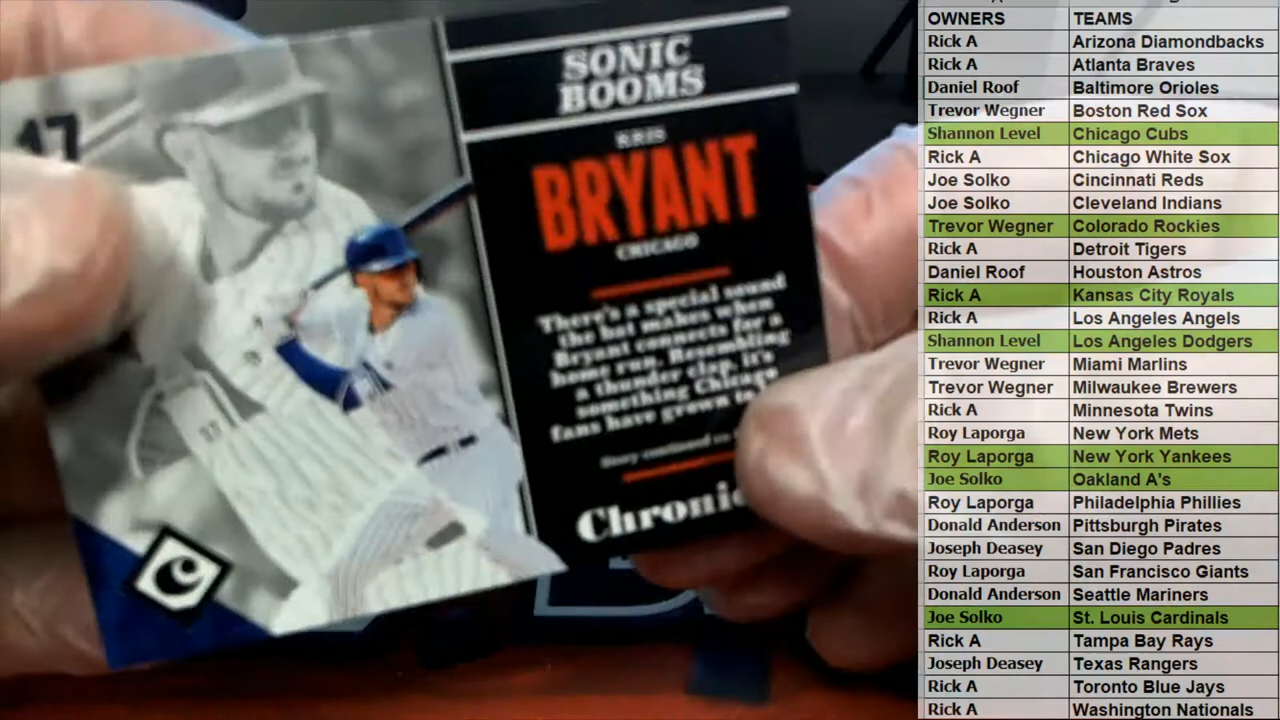 17
SONIC
BOOMS
KRIS
BRYANT
CHICAGO
There's a special sound
the bat makes when
Bryant connects for a
home run. Resembling
a thunder clap, it's
something Chicago
fans have grown
Story continued
Chronic
C
OWNERS TEAMS
Rick A Arizona Diamondbacks
Rick A Atlanta Braves
Daniel Roof Baltimore Orioles
Trevor Wegner Boston Red Sox
Shannon Level Chicago Cubs
Rick A Chicago White Sox
Joe Solko Cincinnati Reds
Joe Solko Cleveland Indians
Trevor Wegner Colorado Rockies
Rick A Detroit Tigers
Daniel Roof Houston Astros
Rick A Kansas City Royals
Rick A Los Angeles Angels
Shannon Level Los Angeles Dodgers
Trevor Wegner Miami Marlins
Trevor Wegner Milwaukee Brewers
Rick A Minnesota Twins
Roy Laporga New York Mets
Roy Laporga New York Yankees
Joe Solko Oakland A's
Roy Laporga Philadelphia Phillies
Donald Anderson Pittsburgh Pirates
Joseph Deasey San Diego Padres
Roy Laporga San Francisco Giants
Donald Anderson Seattle Mariners
Joe Solko St. Louis Cardinals
Rick A Tampa Bay Rays
Joseph Deasey Texas Rangers
Rick A Toronto Blue Jays
Rick A Washington Nationals